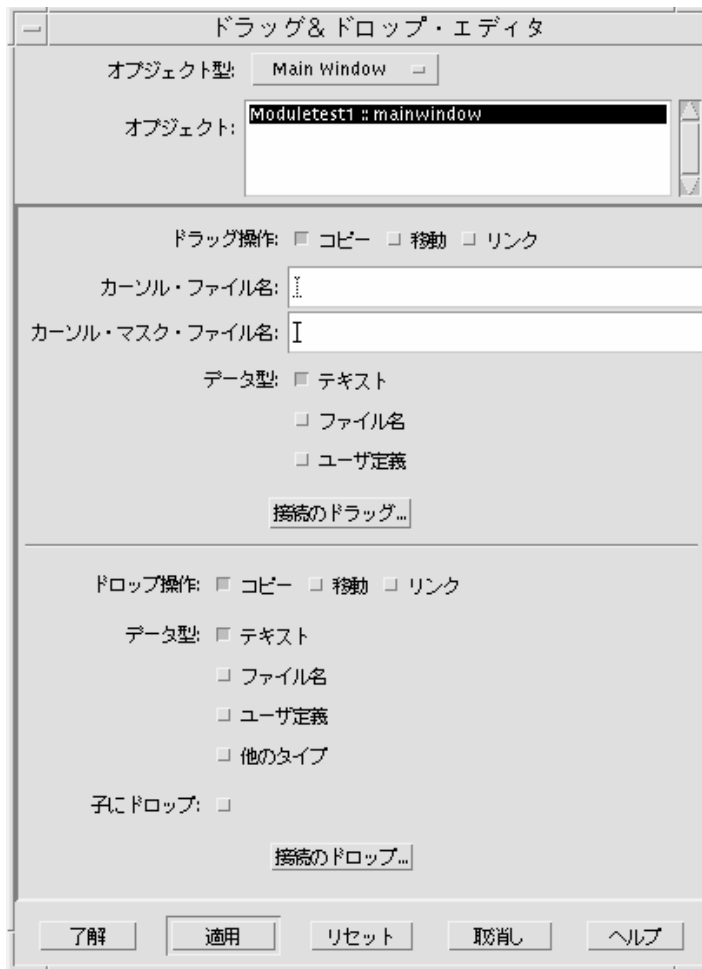 ドラッグ& ドロップ・エディタ
オブジェクト型: Main Window
オブジェクト: Moduletest1 :: mainwindow
ドラッグ操作: コピー 移動 リンク
カーソル・ファイル名:
カーソル・マスク・ファイル名:
データ型: テキスト
ファイル名
ユーザ定義
接続のドラッグ...
ドロップ操作: コピー 移動 リンク
データ型: テキスト
ファイル名
ユーザ定義
他のタイプ
子にドロップ:
接続のドロップ...
了解 適用 リセット 取消し ヘルプ